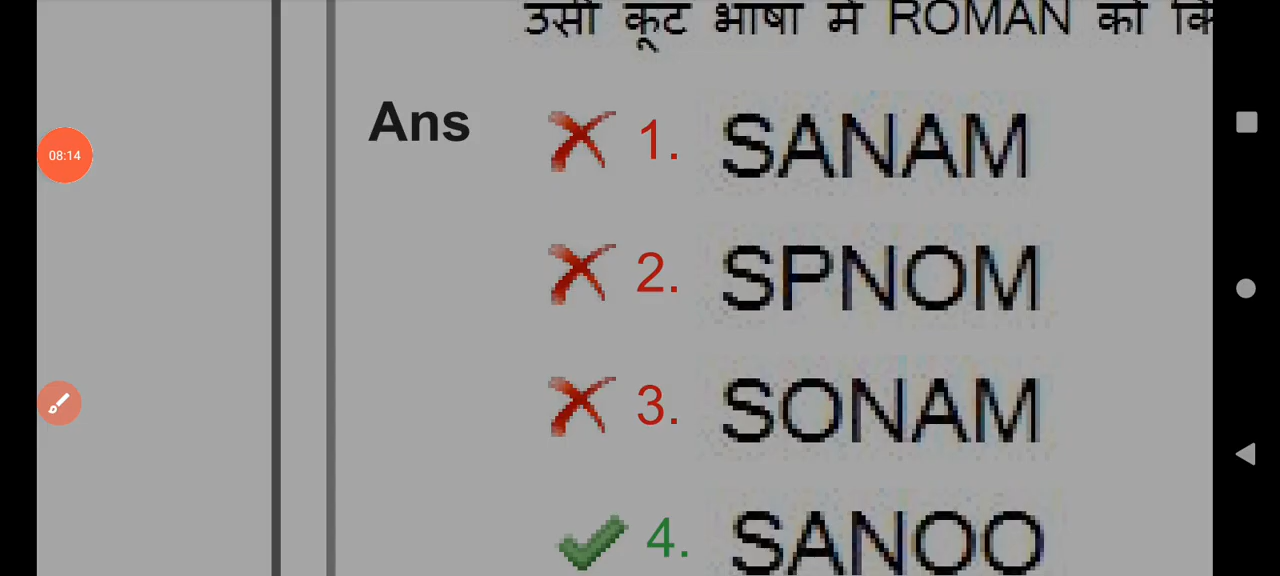 उसी कूट भाषा में ROMAN को
Ans
1. SANAM
2. SPNOM
3. SONAM
4. SANOO
08:14